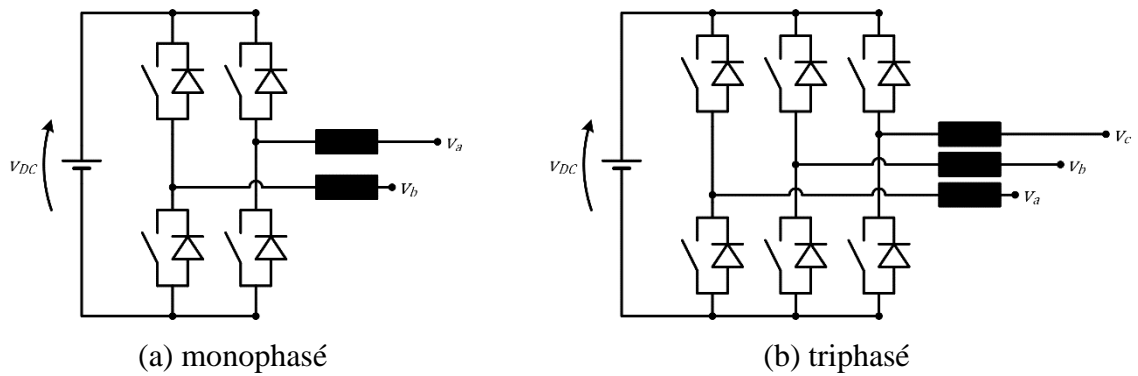 v_DC
v_a
v_b
v_DC
v_c
v_b
v_a
(a) monophasé
(b) triphasé